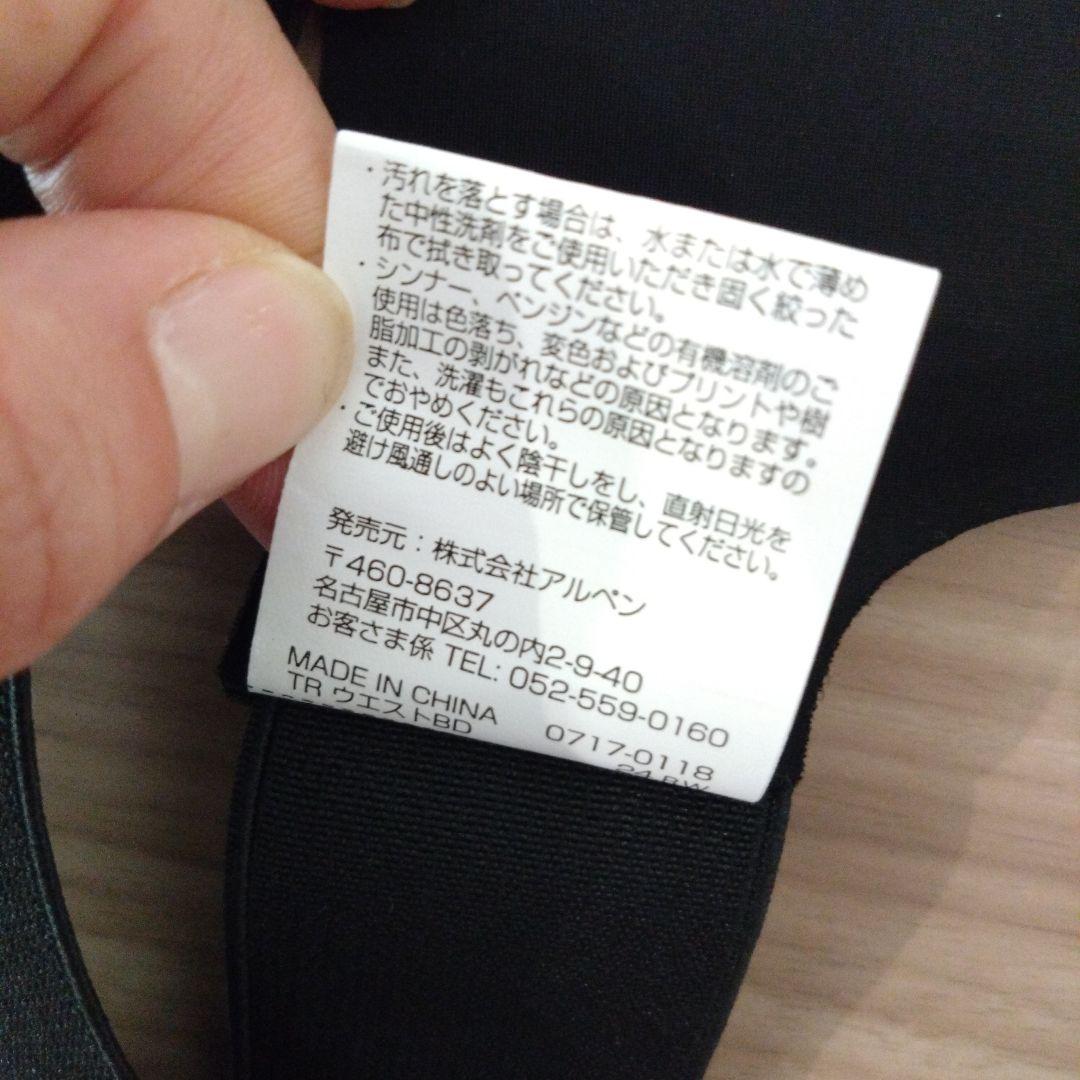 ・汚れを落とす場合は、水または水で薄め
た中性洗剤をご使用いただき固く絞った
布で拭き取ってください。
・シンナー、ベンジンなどの有機溶剤のご
使用は色落ち、変色およびプリントや樹
脂加工の剥がれなどの原因となります。
また、洗濯もこれらの原因となりますの
でおやめください。
・ご使用後はよく陰干しをし、直射日光を
避け風通しのよい場所で保管してください。
発売元：株式会社アルペン
〒460-8637
名古屋市中区丸の内2-9-40
お客さま係 TEL: 052-559-0160
MADE IN CHINA
TR ウエストBD 0717-0118